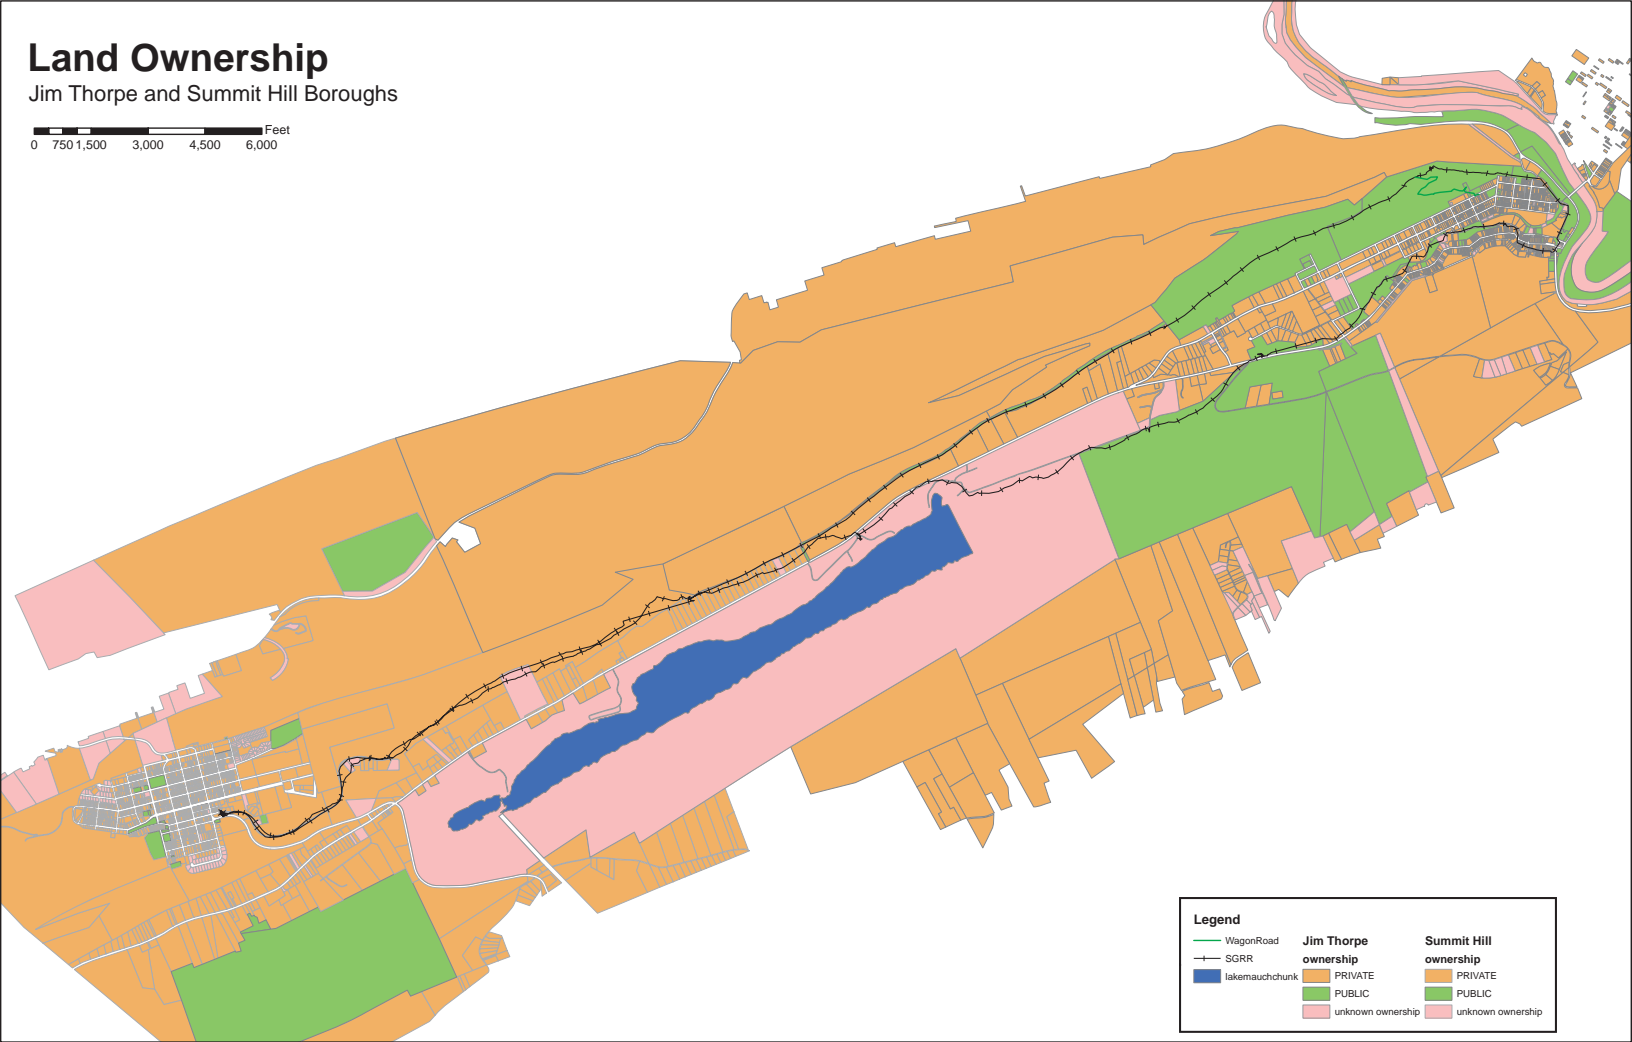 Land Ownership
Jim Thorpe and Summit Hill Boroughs
Feet
0 750 1,500 3,000 4,500 6,000
Legend
WagonRoad
SGRR
lakemauchchunk
Jim Thorpe
ownership
PRIVATE
PUBLIC
unknown ownership
Summit Hill
ownership
PRIVATE
PUBLIC
unknown ownership